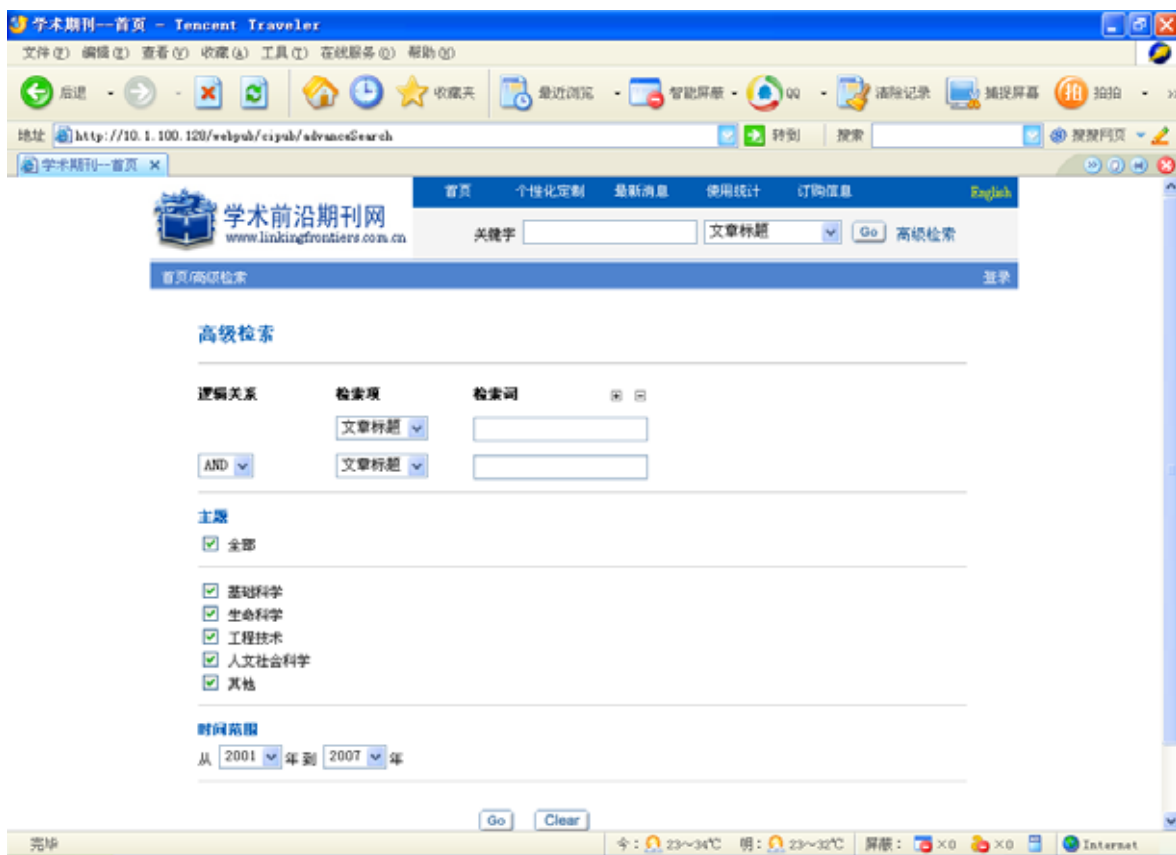 学术期刊--首页 - Tencent Traveler
文件(F) 编辑(E) 查看(V) 收藏(A) 工具(T) 在线服务(O) 帮助(H)
后退 收藏夹 最近浏览 智能屏蔽 QQ 清除记录 捕捉屏幕 拍拍
地址 http://10.1.100.128/webpub/cipub/advanceSearch 转到 搜索 搜搜网页
学术期刊--首页
首页 个性化定制 最新消息 使用统计 订购信息 English
学术前沿期刊网
www.linkingfrontiers.com.cn
关键字 文章标题 Go 高级检索
首页/高级检索 登录
高级检索
逻辑关系 检索项 检索词
文章标题
AND 文章标题
主题
全部
基础科学
生命科学
工程技术
人文社会科学
其他
时间范围
从 2001 年到 2007 年
Go Clear
完毕 今: 23～34℃ 明: 23～32℃ 屏蔽: ×0 ×0 Internet